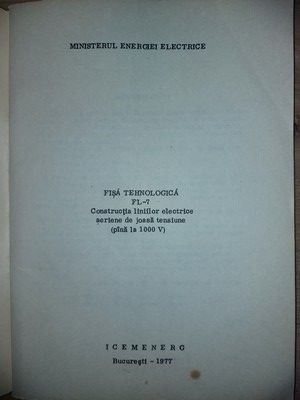 MINISTERUL ENERGIEI ELECTRICE
FIŞĂ TEHNOLOGICĂ
FL-7
Construcţia liniilor electrice
aeriene de joasă tensiune
(pînă la 1000 V)
ICEMENERG
Bucureşti - 1977